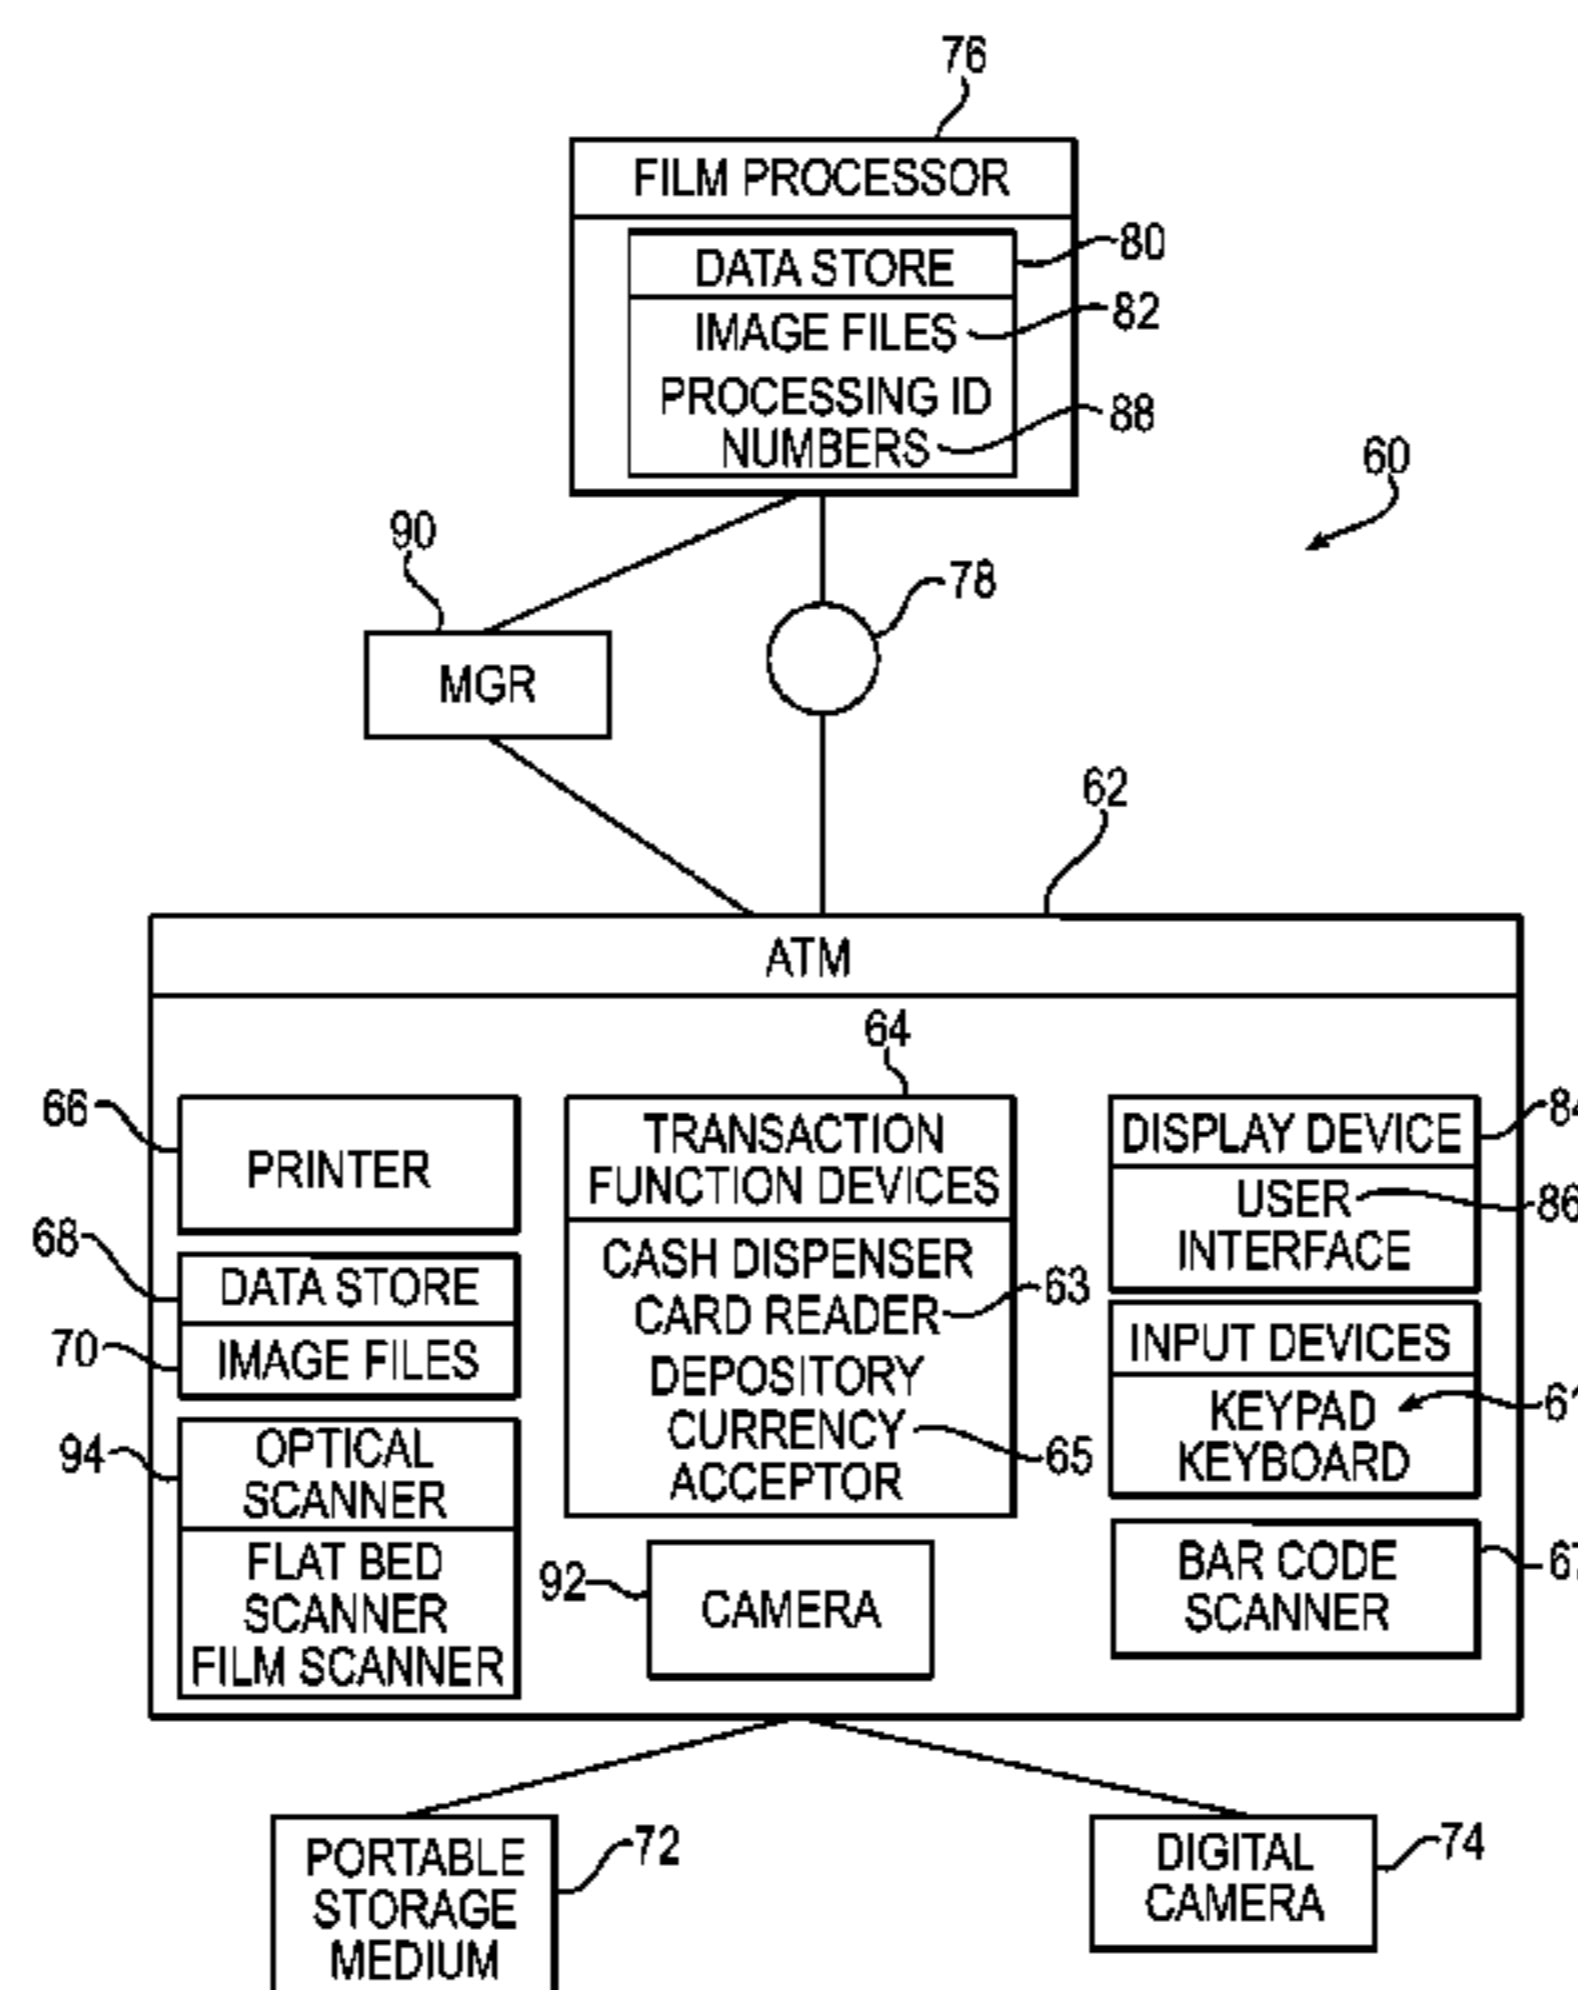 76
FILM PROCESSOR
DATA STORE
80
IMAGE FILES
82
PROCESSING ID
NUMBERS
88
60
90
78
MGR
62
ATM
64
66
PRINTER
TRANSACTION
FUNCTION DEVICES
DISPLAY DEVICE
84
USER
INTERFACE
86
68
DATA STORE
70
IMAGE FILES
CASH DISPENSER
CARD READER
63
DEPOSITORY
CURRENCY
ACCEPTOR
65
INPUT DEVICES
KEYPAD
KEYBOARD
94
OPTICAL
SCANNER
FLAT BED
SCANNER
FILM SCANNER
92
CAMERA
BAR CODE
SCANNER
67
PORTABLE
STORAGE
MEDIUM
72
DIGITAL
CAMERA
74